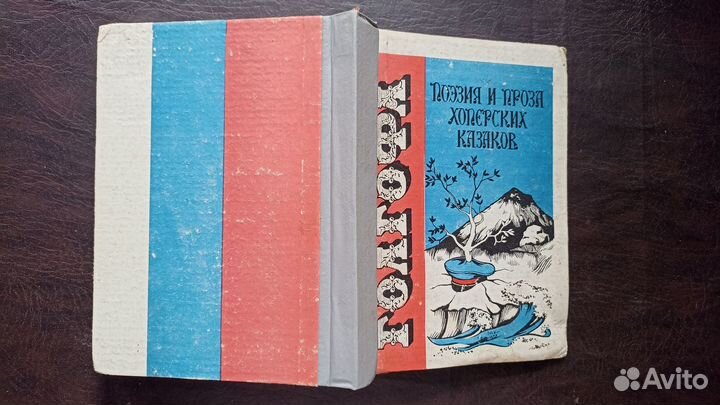 ГОЛГОФА
ПОЭЗИЯ И ПРОЗА
ХОПЕРСКИХ
КАЗАКОВ
Avito